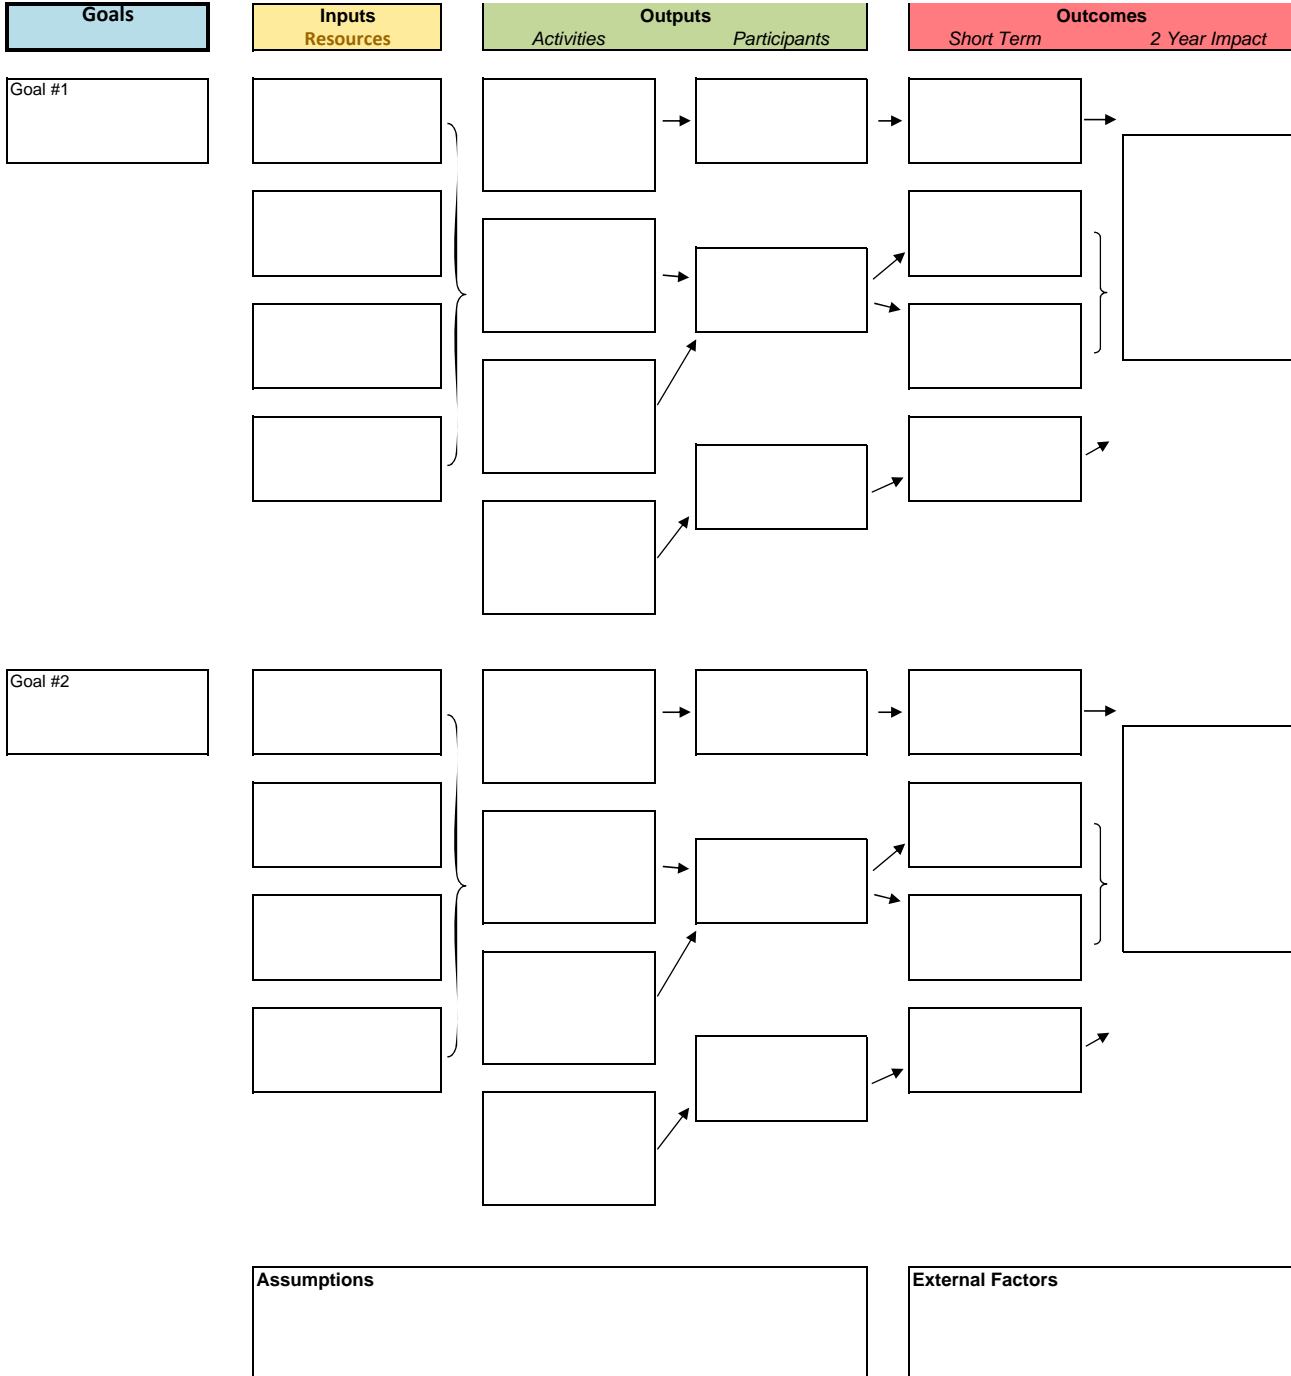 Goals
Inputs
Resources
Outputs
Activities
Participants
Outcomes
Short Term
2 Year Impact
Goal #1
Goal #2
Assumptions
External Factors